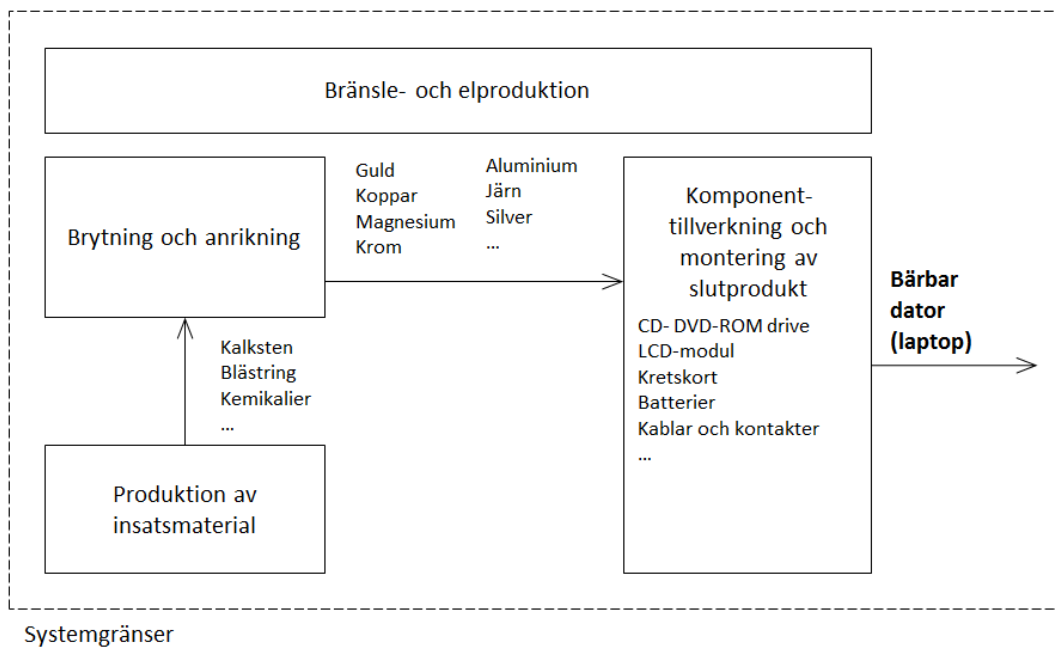 Bränsle- och elproduktion
Brytning och anrikning
Guld
Koppar
Magnesium
Krom
Aluminium
Järn
Silver
...
Komponent-
tillverkning och
montering av
slutprodukt
CD- DVD-ROM drive
LCD-modul
Kretskort
Batterier
Kablar och kontakter
...
Bärbar
dator
(laptop)
Kalksten
Blästring
Kemikalier
...
Produktion av
insatsmaterial
Systemgränser